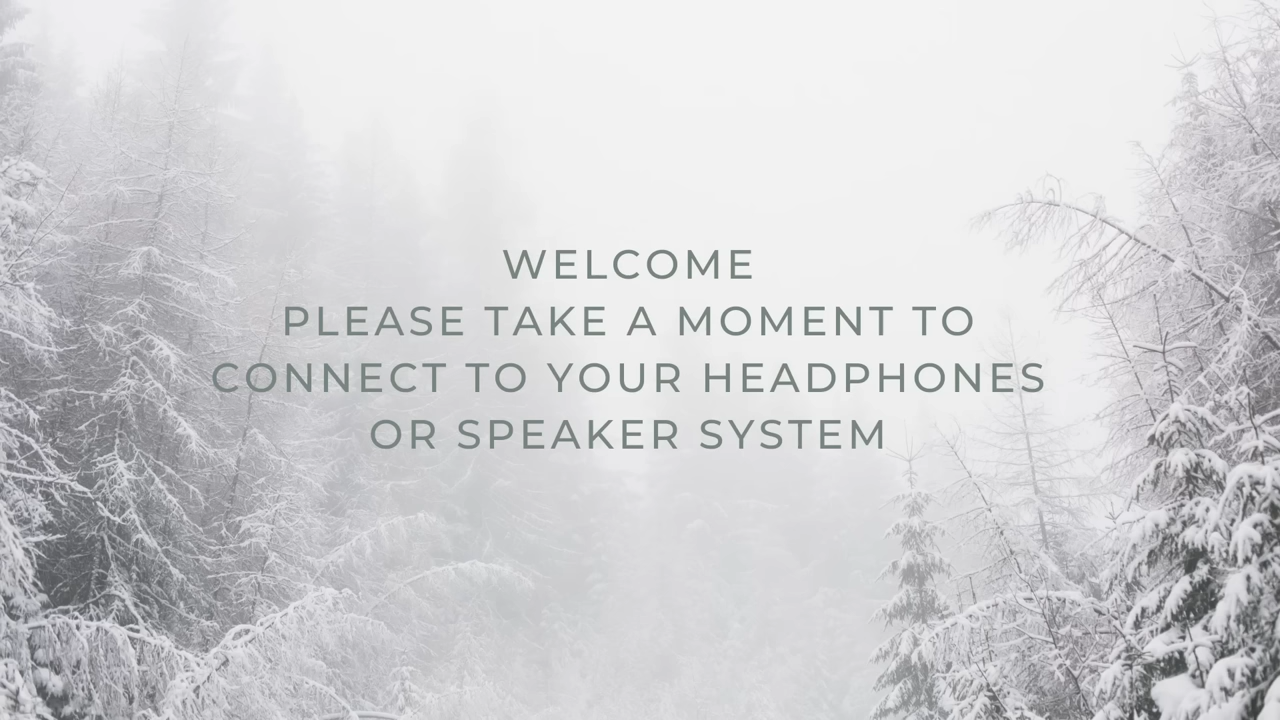 WELCOME
PLEASE TAKE A MOMENT TO
CONNECT TO YOUR HEADPHONES
OR SPEAKER SYSTEM